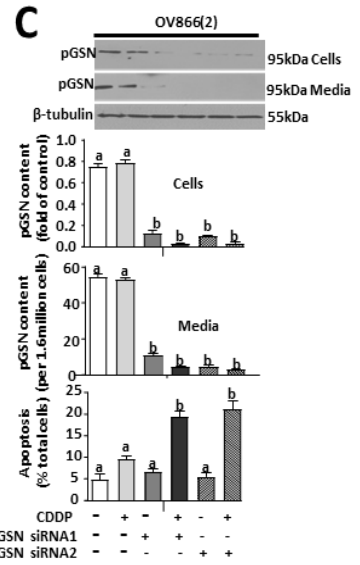 C
OV866(2)
pGSN 95kDa Cells
pGSN 95kDa Media
β-tubulin 55kDa
pGSN content
(fold of control)
1.0
0.8
0.6
0.4
0.2
0.0
a a b b b b
Cells
pGSN content
(per 1.6million cells)
60
40
20
0
a a b b b b
Media
Apoptosis
(% total cells)
25
20
15
10
5
0
a a a b a b
CDDP - + - + - +
GSN siRNA1 - - + + - -
GSN siRNA2 - - - - + +